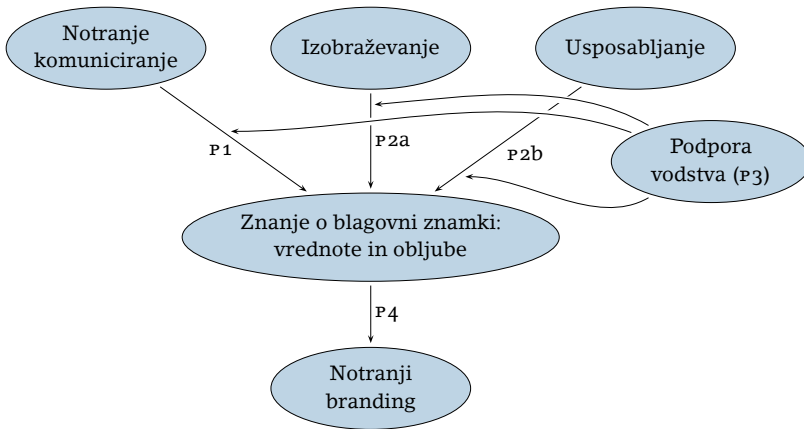 Notranje
komuniciranje
Izobraževanje
Usposabljanje
P1
P2a
P2b
Podpora
vodstva (P3)
Znanje o blagovni znamki:
vrednote in obljube
P4
Notranji
branding